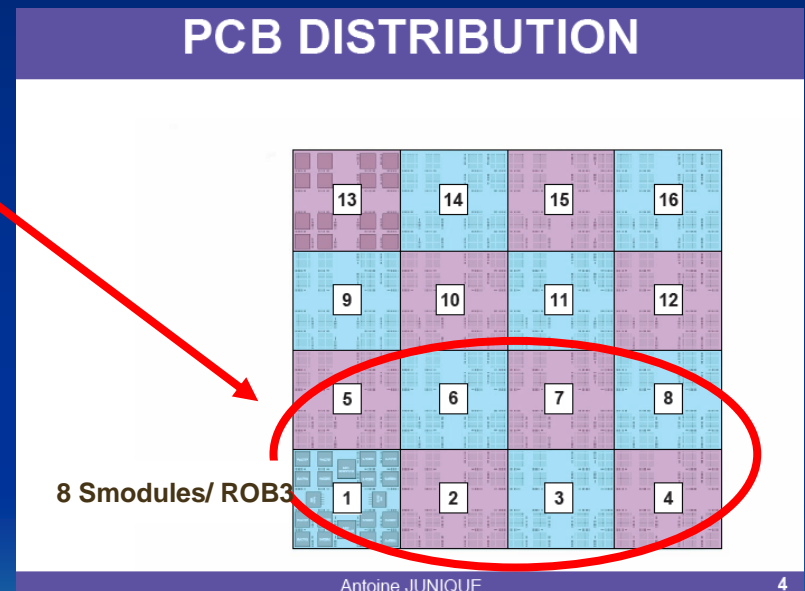 PCB DISTRIBUTION
13 14 15 16
9 10 11 12
5 6 7 8
8 Smodules/ ROB3
1 2 3 4
Antoine JUNIQUE 4